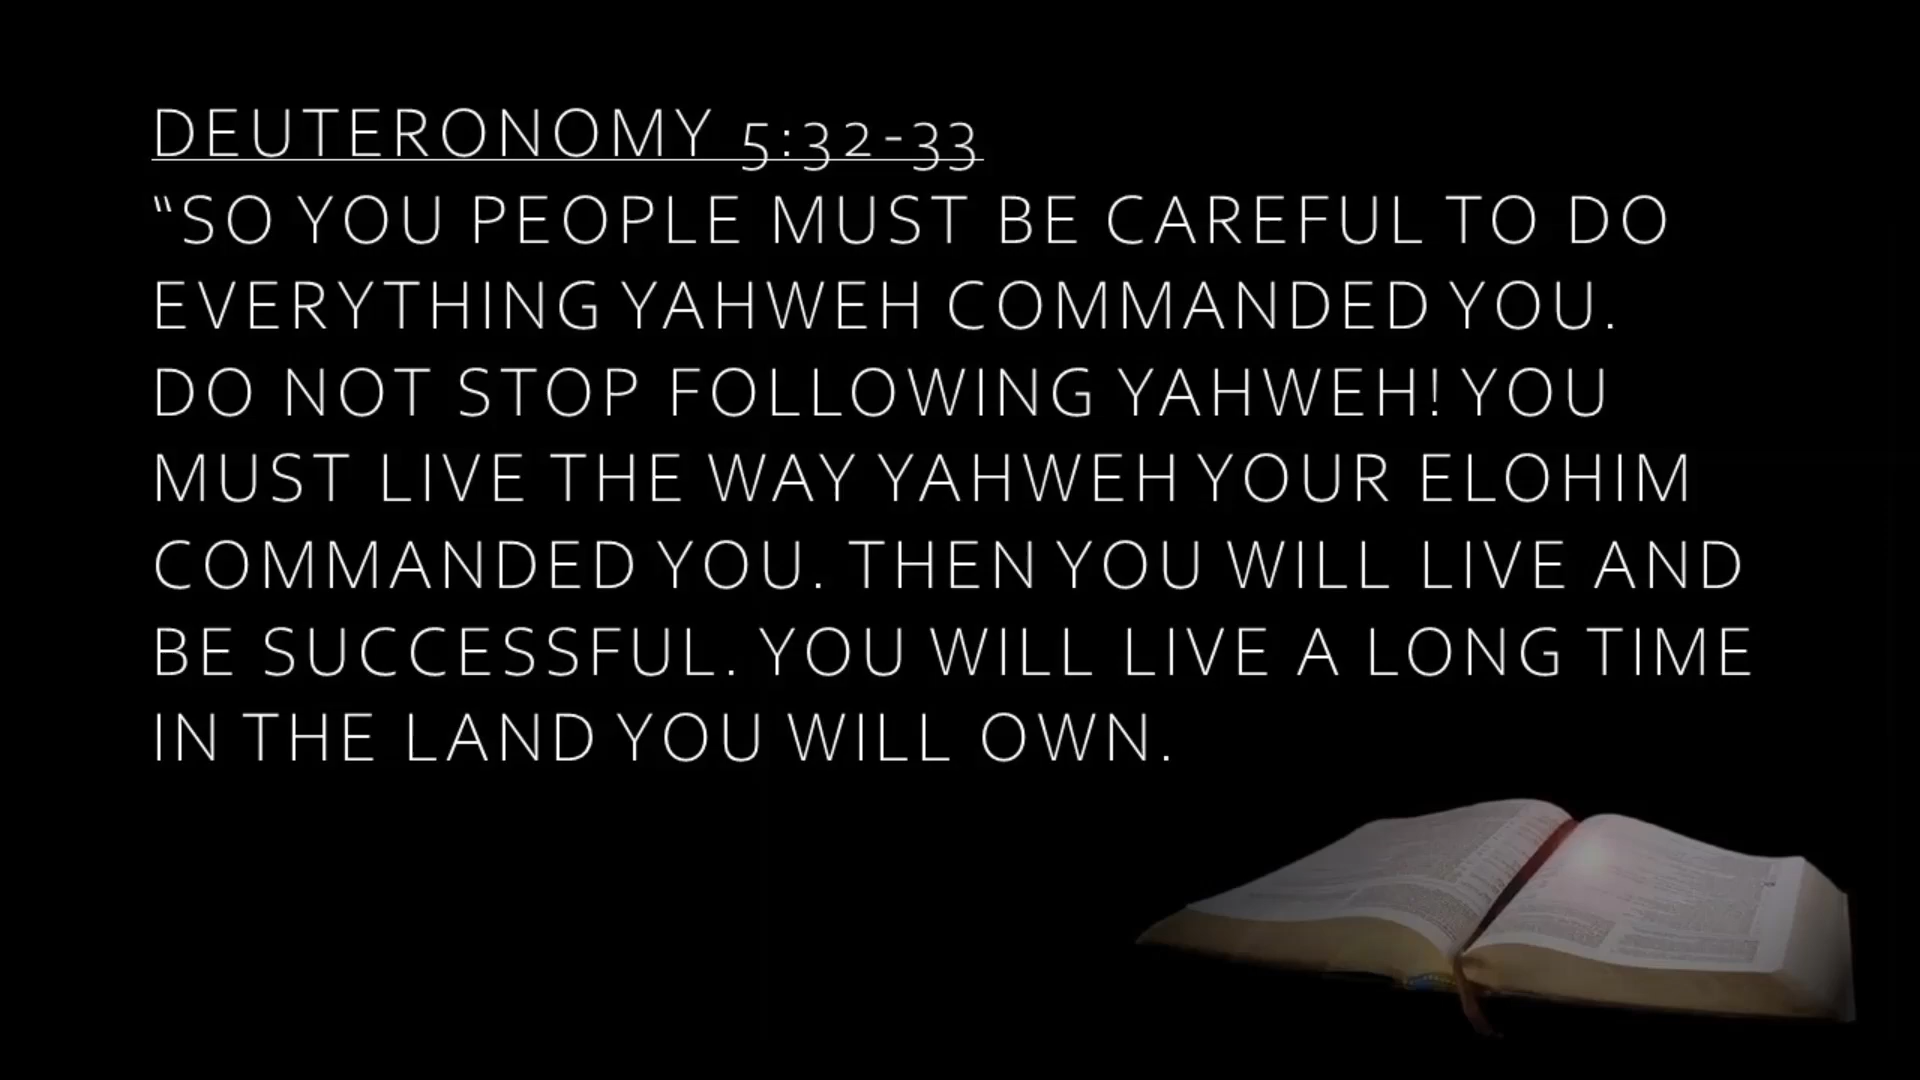 DEUTERONOMY 5:32-33
“SO YOU PEOPLE MUST BE CAREFUL TO DO
EVERYTHING YAHWEH COMMANDED YOU.
DO NOT STOP FOLLOWING YAHWEH! YOU
MUST LIVE THE WAY YAHWEH YOUR ELOHIM
COMMANDED YOU. THEN YOU WILL LIVE AND
BE SUCCESSFUL. YOU WILL LIVE A LONG TIME
IN THE LAND YOU WILL OWN.